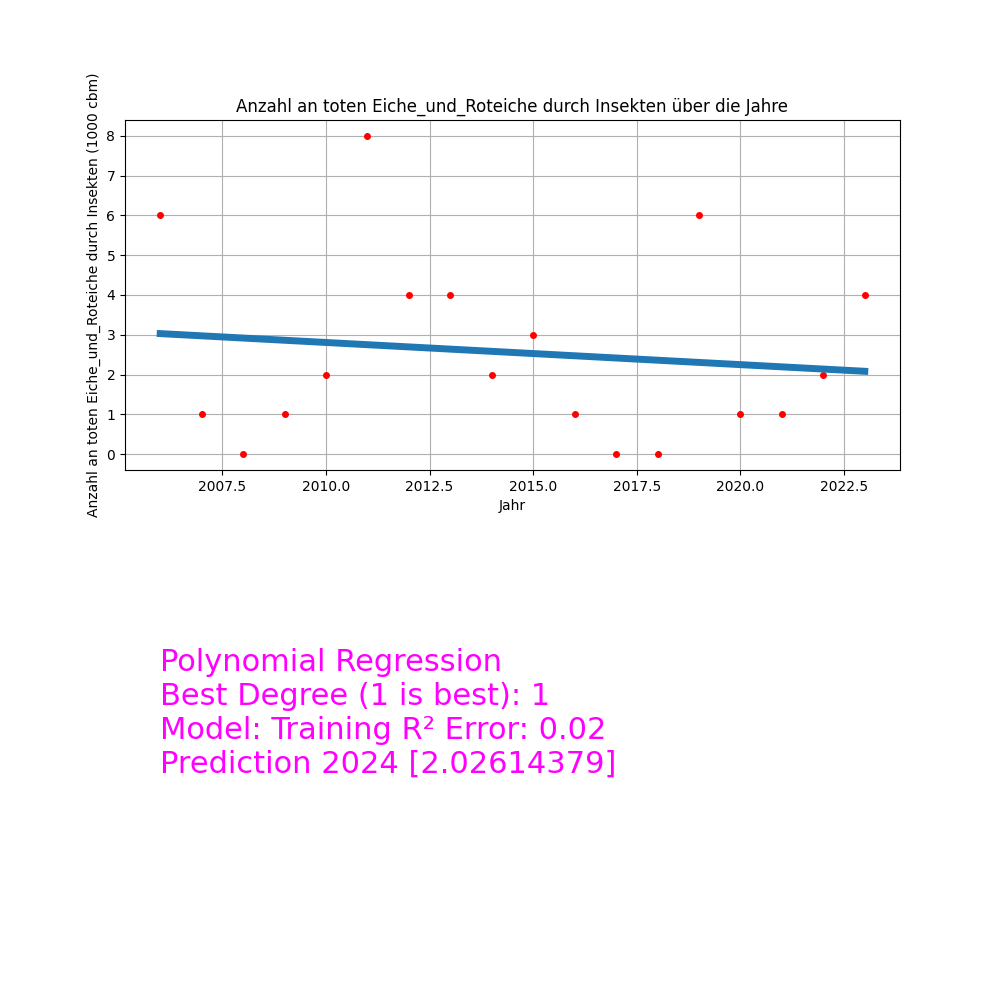 Anzahl an toten Eiche_und_Roteiche durch Insekten über die Jahre
Anzahl an toten Eiche_und_Roteiche durch Insekten (1000 cbm)
8
7
6
5
4
3
2
1
0
2007.5 2010.0 2012.5 2015.0 2017.5 2020.0 2022.5
Jahr
Polynomial Regression
Best Degree (1 is best): 1
Model: Training R² Error: 0.02
Prediction 2024 [2.02614379]